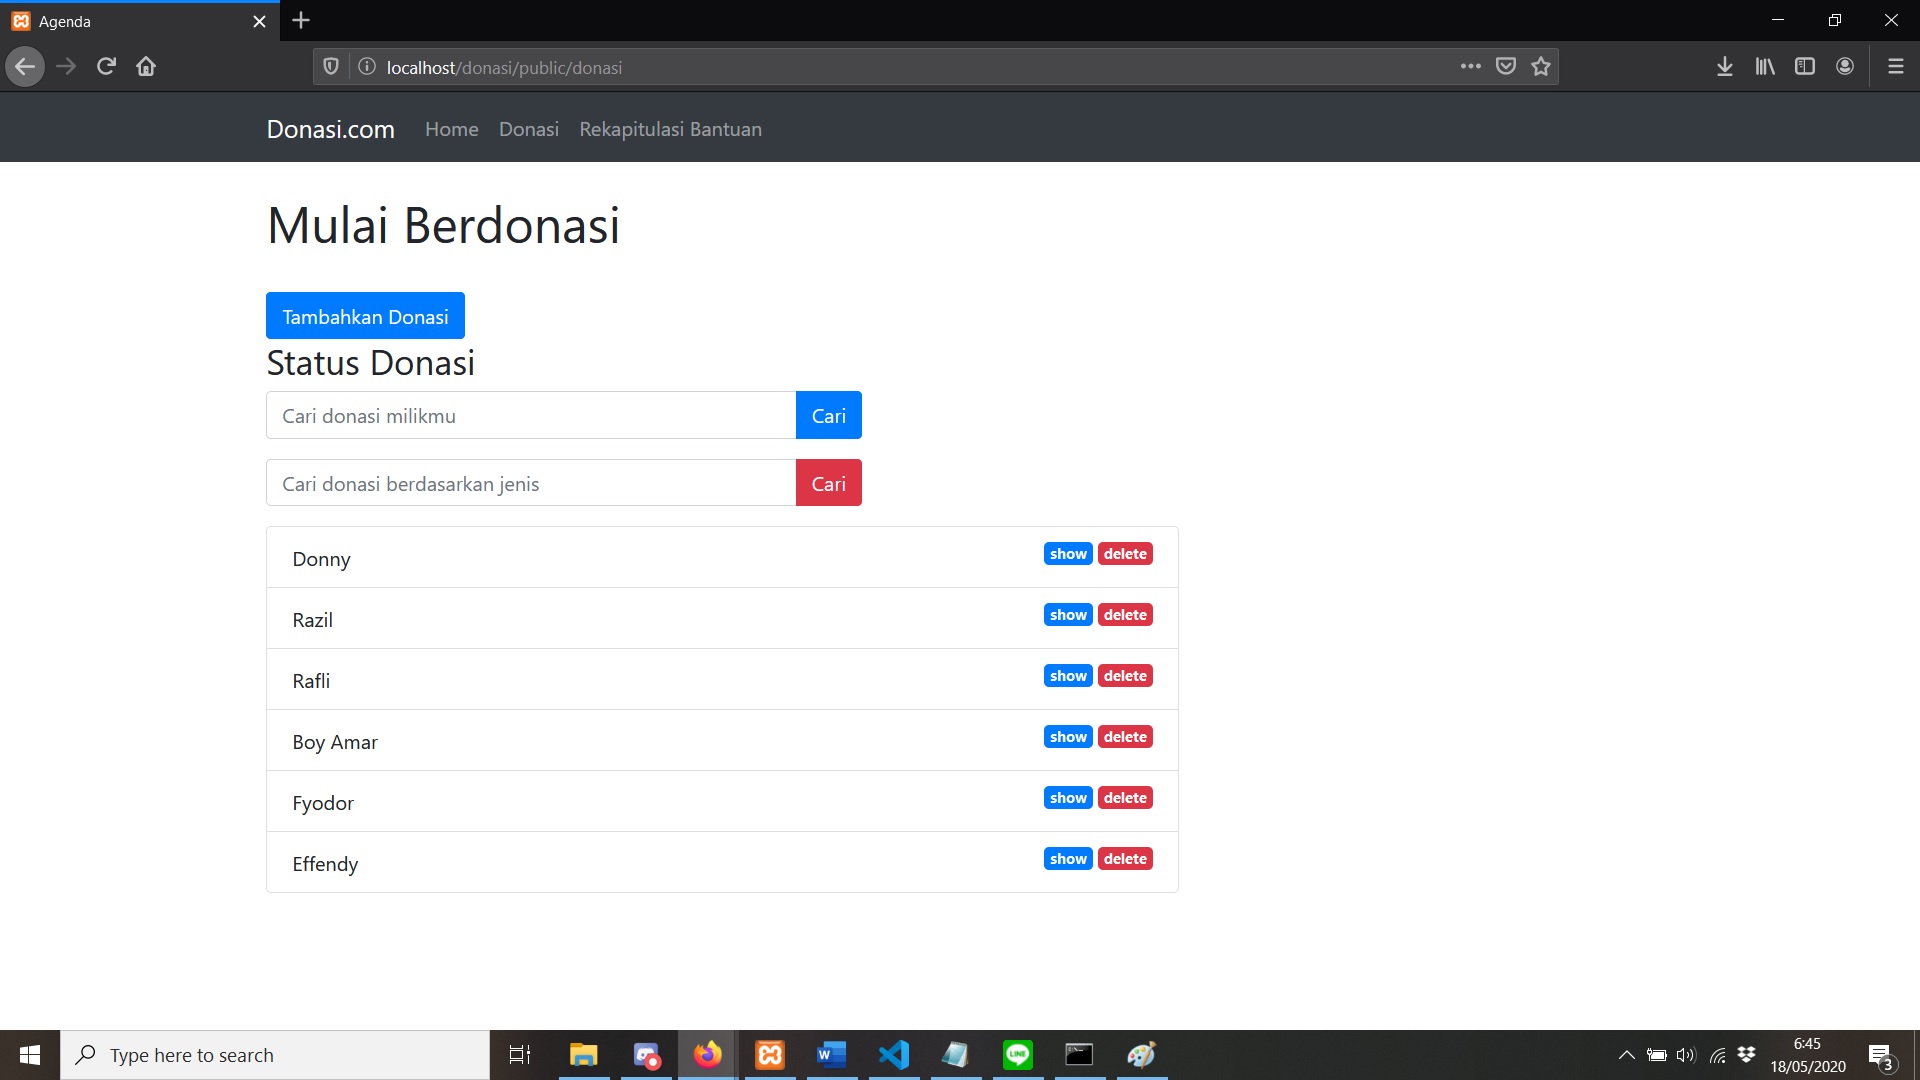 Agenda
localhost/donasi/public/donasi
Donasi.com Home Donasi Rekapitulasi Bantuan
Mulai Berdonasi
Tambahkan Donasi
Status Donasi
Cari donasi milikmu Cari
Cari donasi berdasarkan jenis Cari
Donny show delete
Razil show delete
Rafli show delete
Boy Amar show delete
Fyodor show delete
Effendy show delete
Type here to search
LINE
6:45
18/05/2020
3